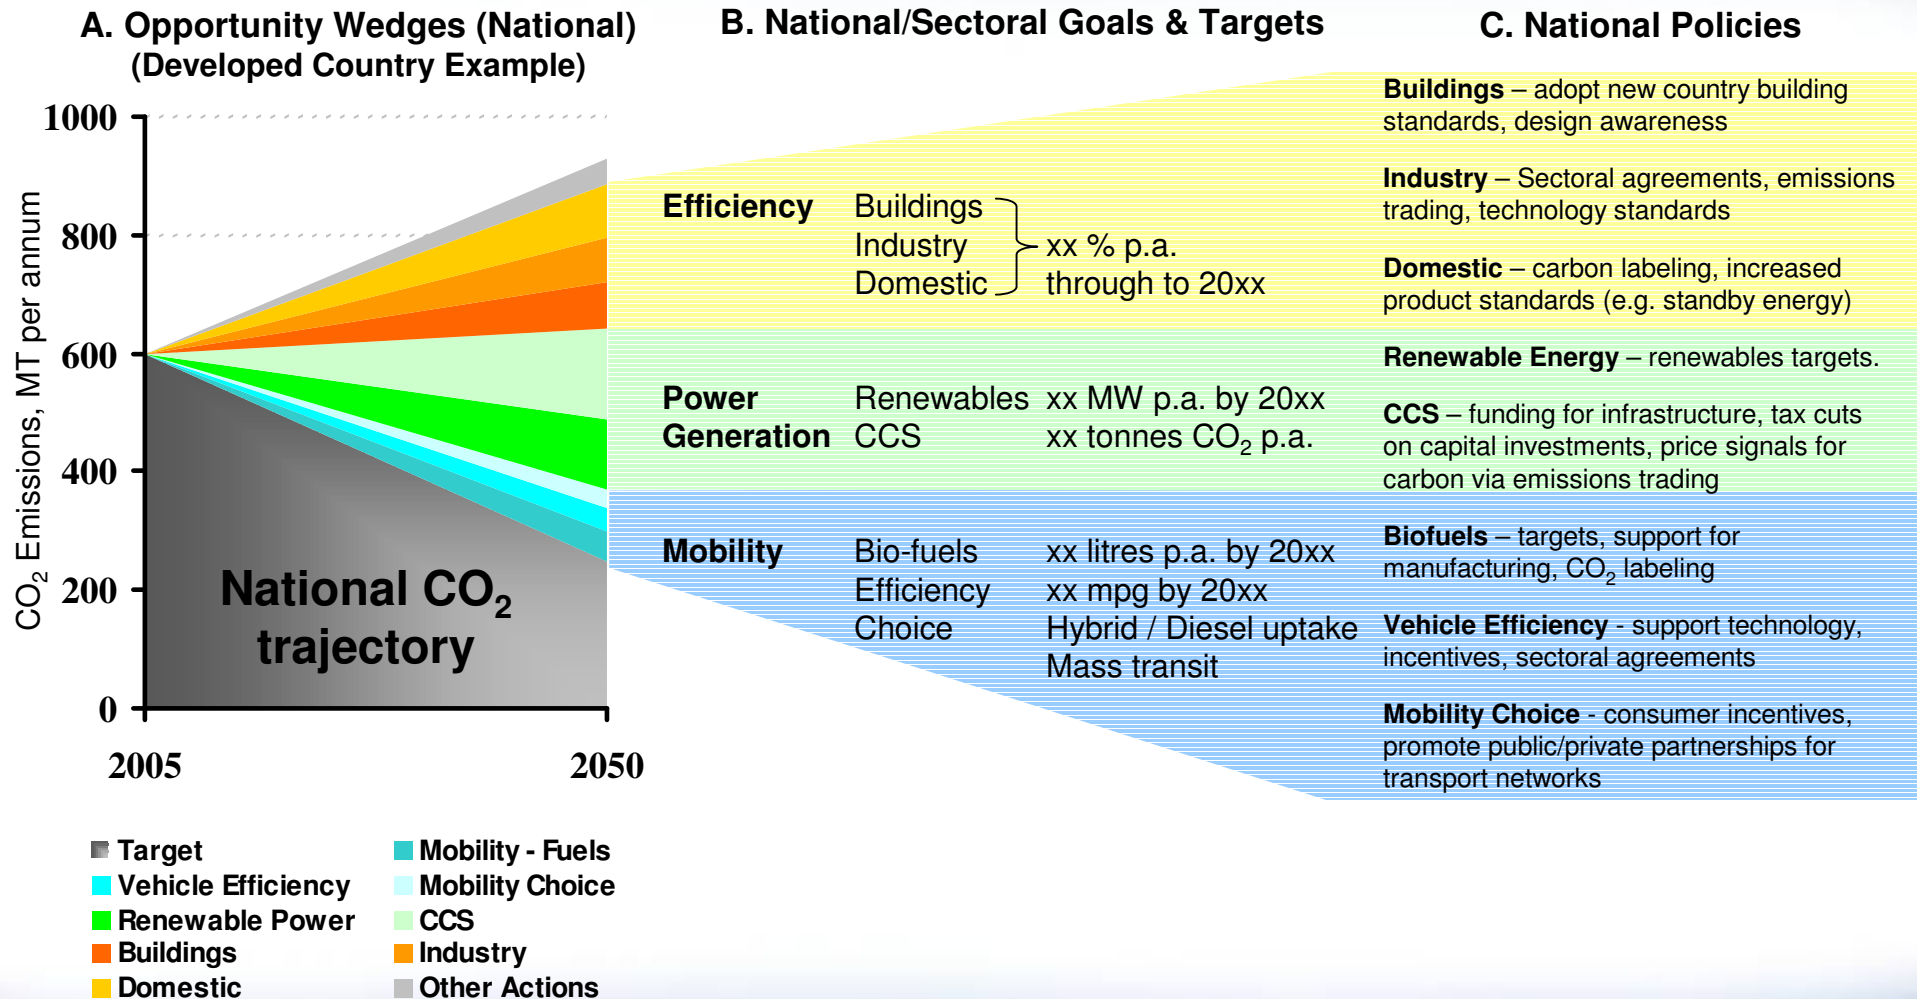 A. Opportunity Wedges (National)
(Developed Country Example)
CO₂ Emissions, MT per annum
1000
800
600
400
200
0
2005
2050
National CO₂
trajectory
Target
Mobility - Fuels
Vehicle Efficiency
Mobility Choice
Renewable Power
CCS
Buildings
Industry
Domestic
Other Actions
B. National/Sectoral Goals & Targets
Efficiency Buildings
Industry xx % p.a.
Domestic through to 20xx
Power Renewables xx MW p.a. by 20xx
Generation CCS xx tonnes CO₂ p.a.
Mobility Bio-fuels xx litres p.a. by 20xx
Efficiency xx mpg by 20xx
Choice Hybrid / Diesel uptake
Mass transit
C. National Policies
Buildings – adopt new country building
standards, design awareness
Industry – Sectoral agreements, emissions
trading, technology standards
Domestic – carbon labeling, increased
product standards (e.g. standby energy)
Renewable Energy – renewables targets.
CCS – funding for infrastructure, tax cuts
on capital investments, price signals for
carbon via emissions trading
Biofuels – targets, support for
manufacturing, CO₂ labeling
Vehicle Efficiency - support technology,
incentives, sectoral agreements
Mobility Choice - consumer incentives,
promote public/private partnerships for
transport networks